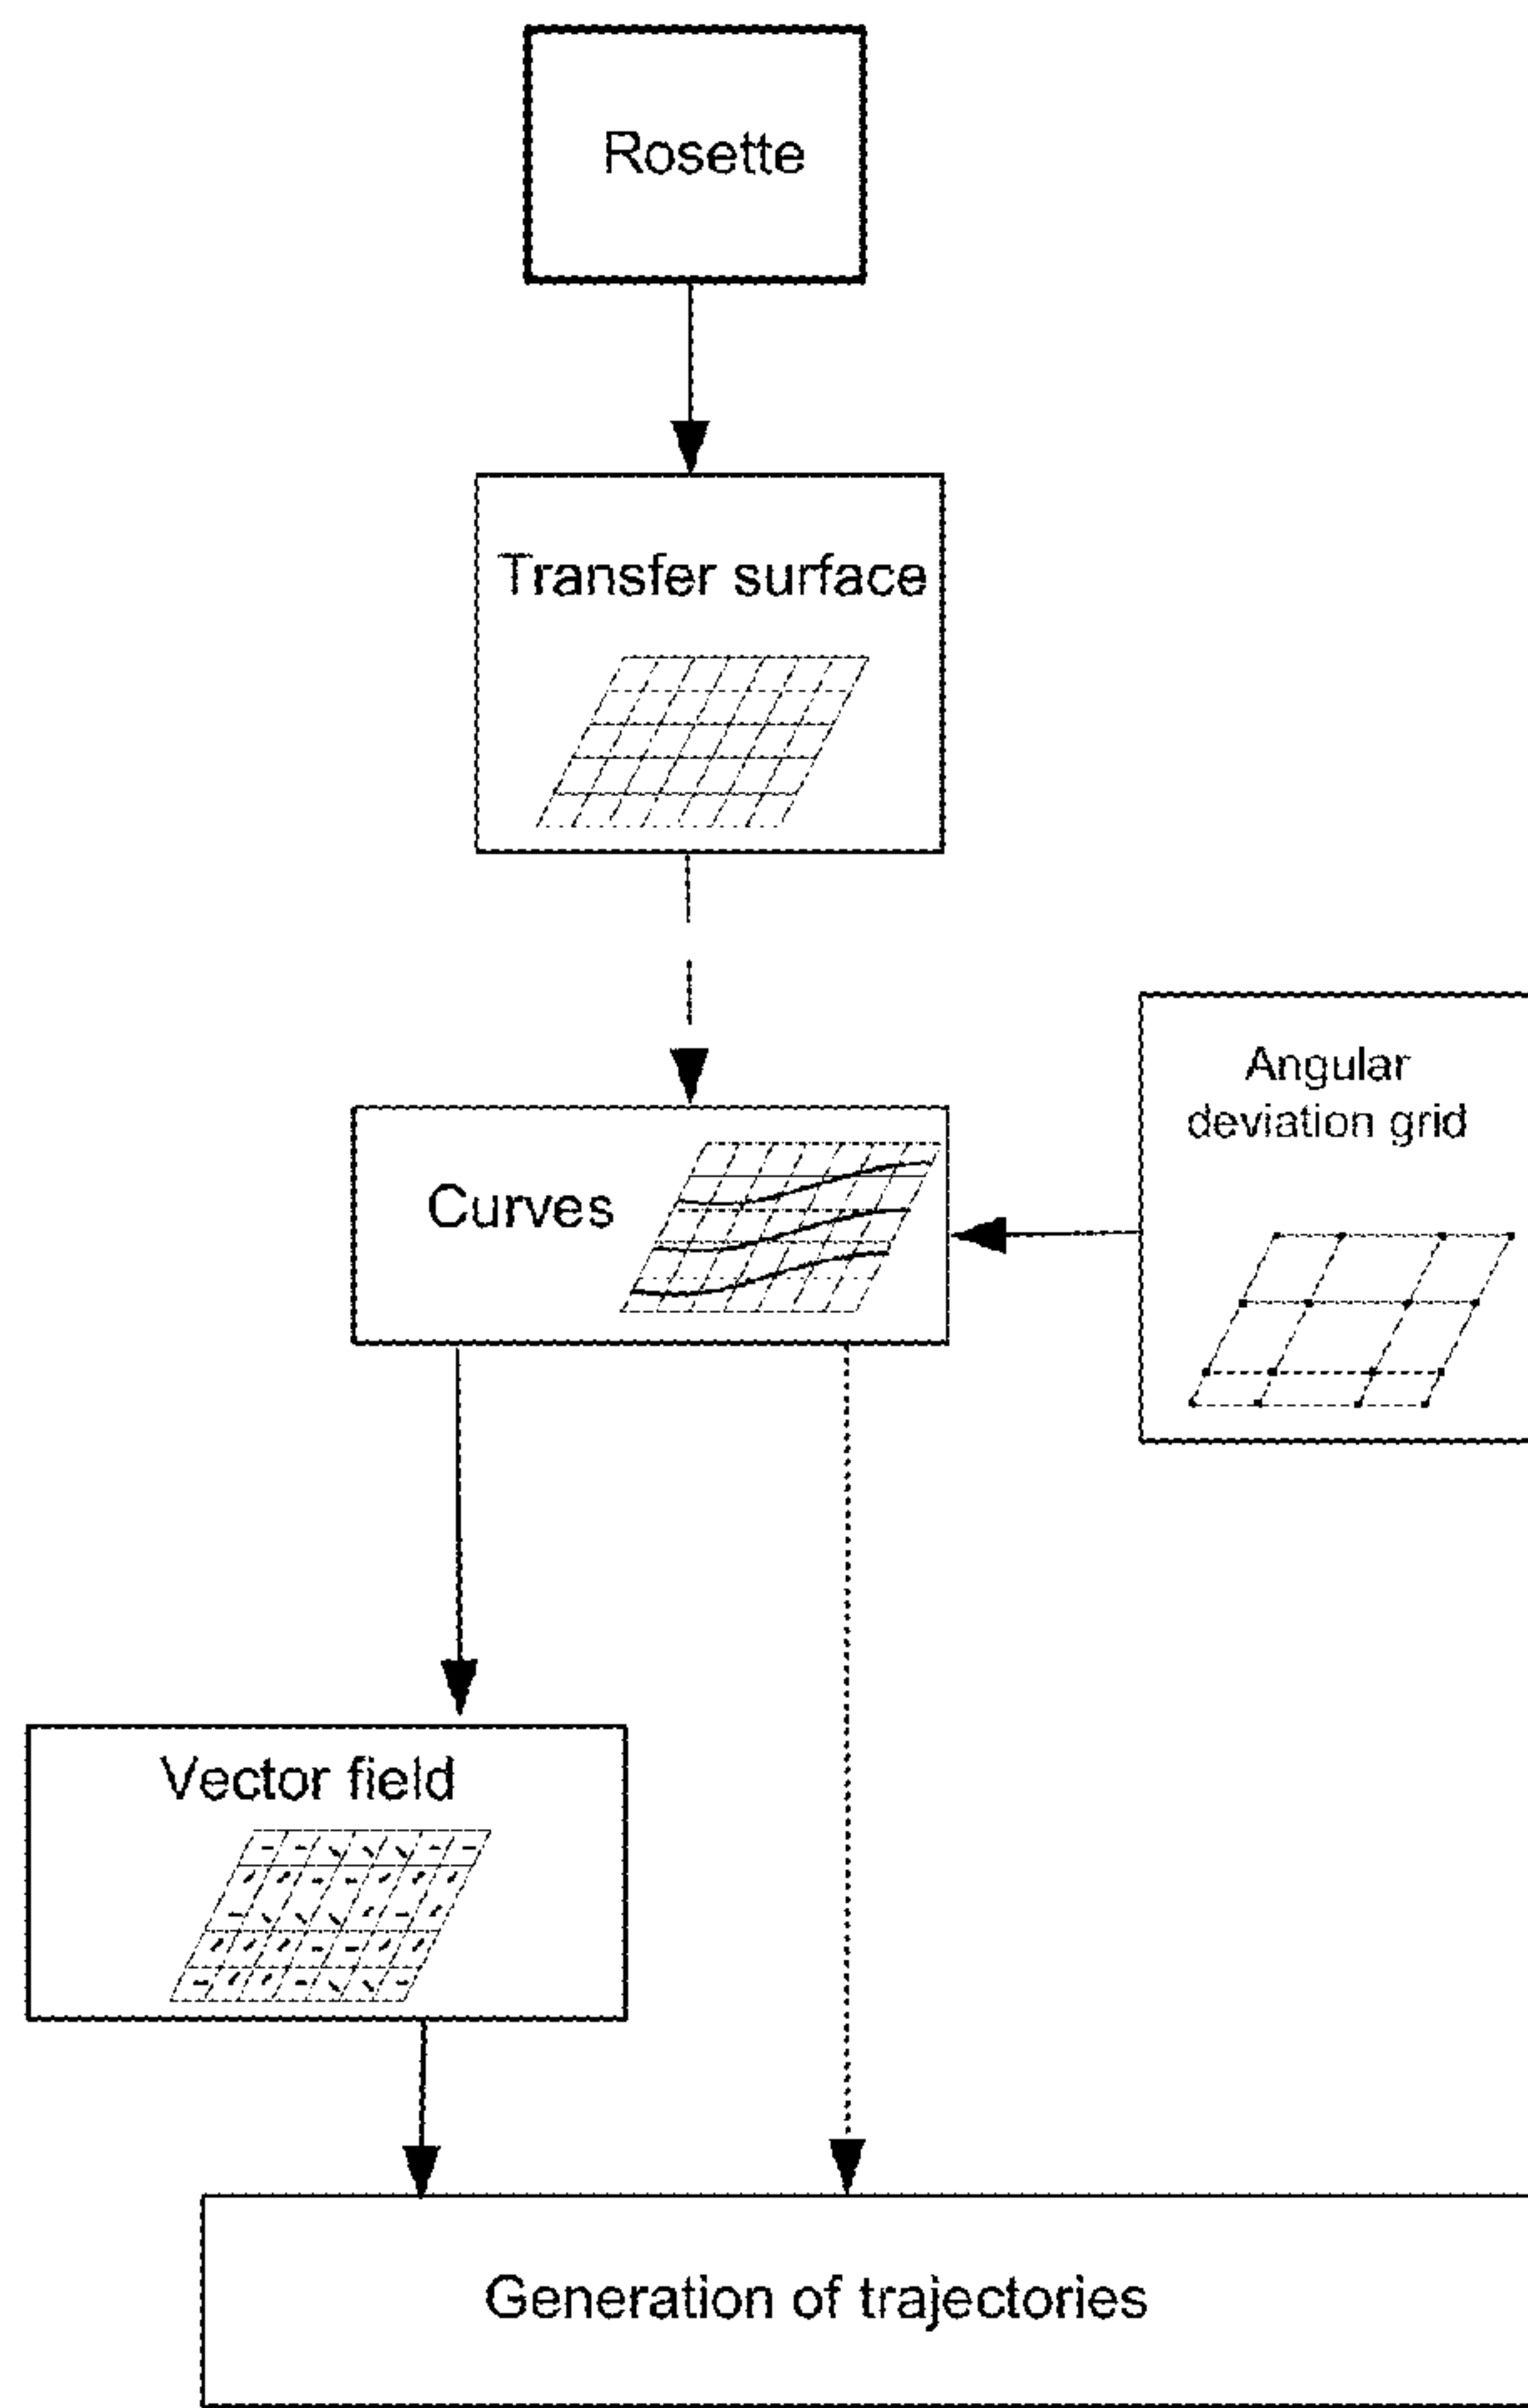 Rosette
Transfer surface
Angular
deviation grid
Curves
Vector field
Generation of trajectories